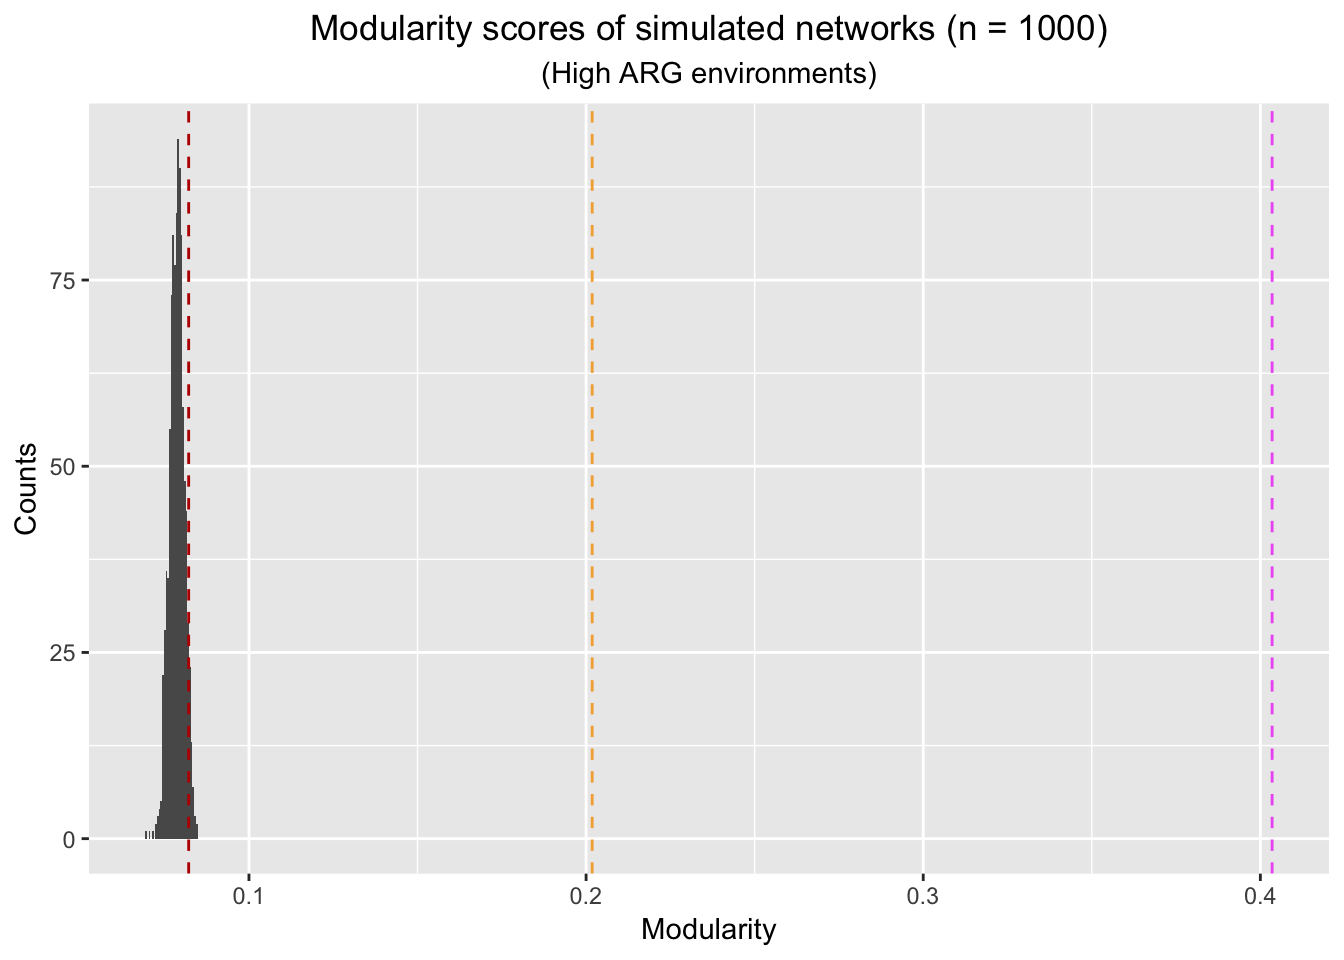 Modularity scores of simulated networks (n = 1000)
(High ARG environments)
75
50
25
0
Counts
0.1
0.2
0.3
0.4
Modularity